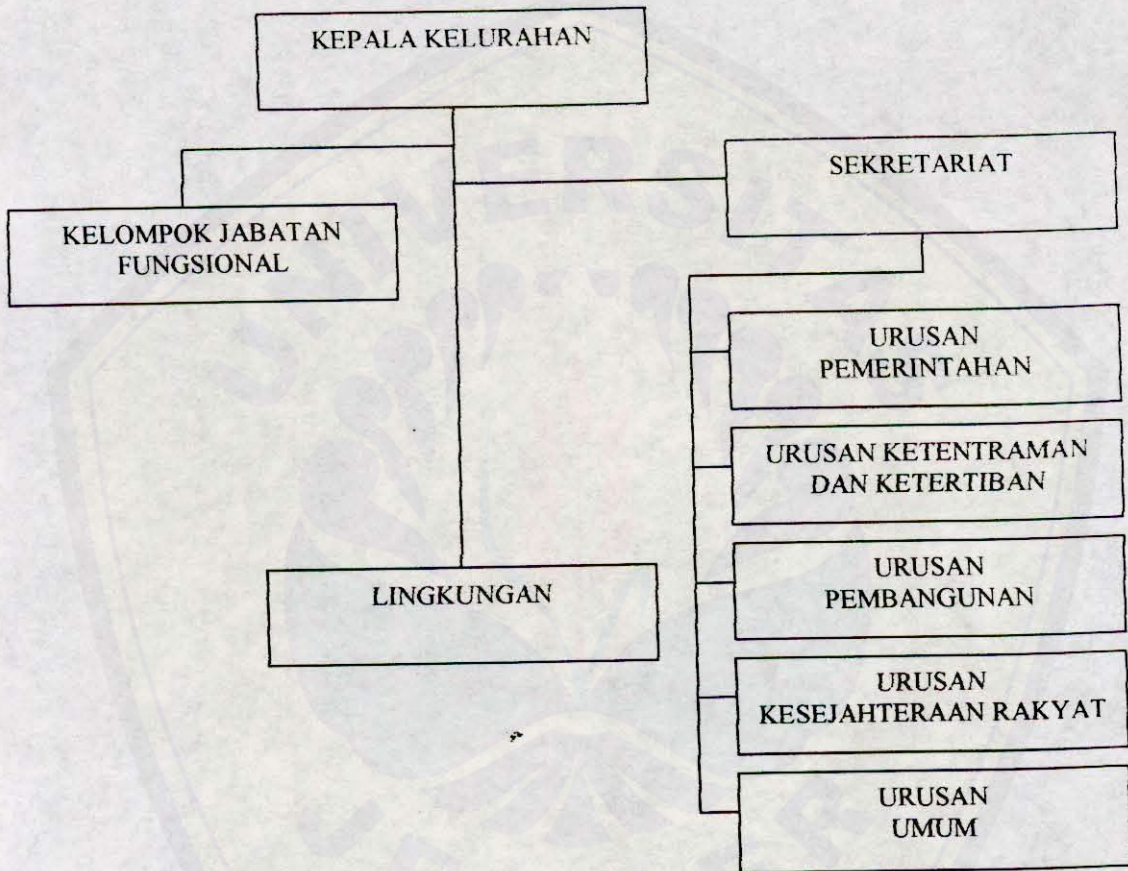 KEPALA KELURAHAN
SEKRETARIAT
KELOMPOK JABATAN
FUNGSIONAL
URUSAN
PEMERINTAHAN
URUSAN KETENTRAMAN
DAN KETERTIBAN
URUSAN
PEMBANGUNAN
LINGKUNGAN
URUSAN
KESEJAHTERAAN RAKYAT
URUSAN
UMUM